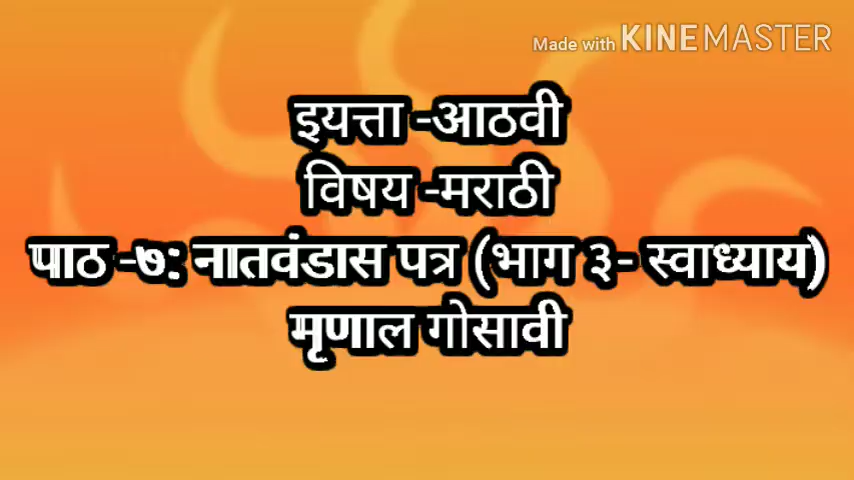 Made with KINEMASTER
इयत्ता -आठवी
विषय -मराठी
पाठ -७: नातवंडास पत्र (भाग ३- स्वाध्याय)
मृणाल गोसावी